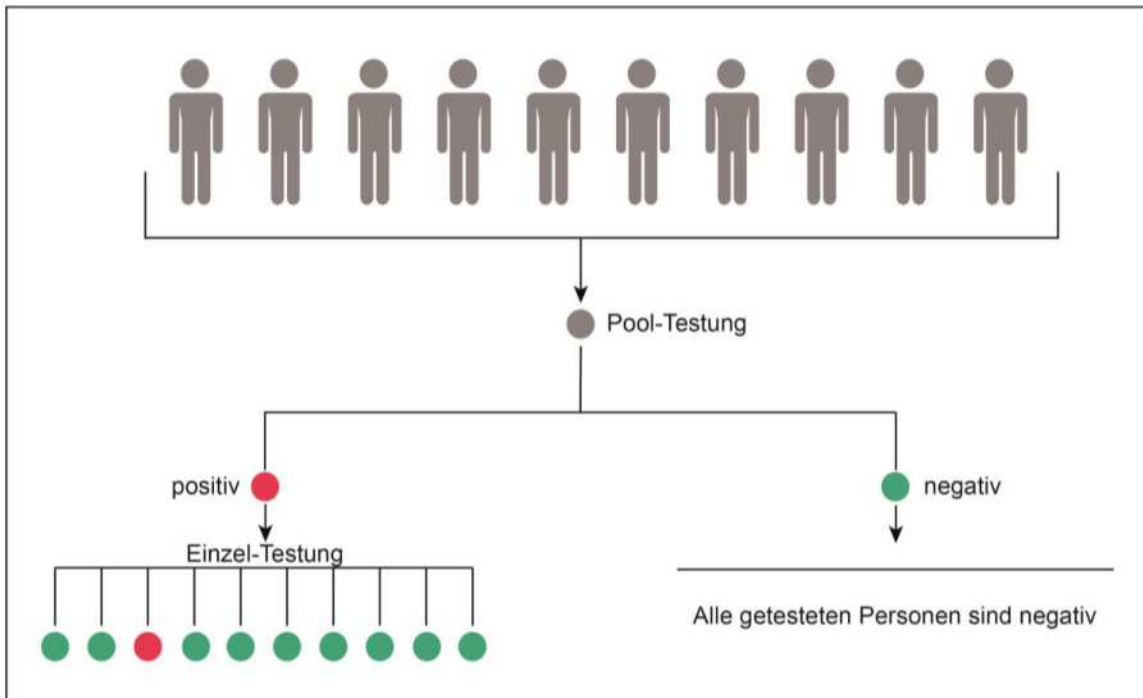 Pool-Testung
positiv
negativ
Einzel-Testung
Alle getesteten Personen sind negativ